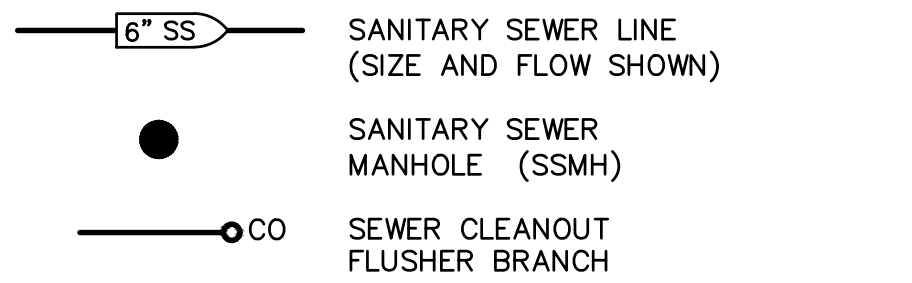 6” SS SANITARY SEWER LINE
(SIZE AND FLOW SHOWN)
SANITARY SEWER
MANHOLE (SSMH)
CO SEWER CLEANOUT
FLUSHER BRANCH